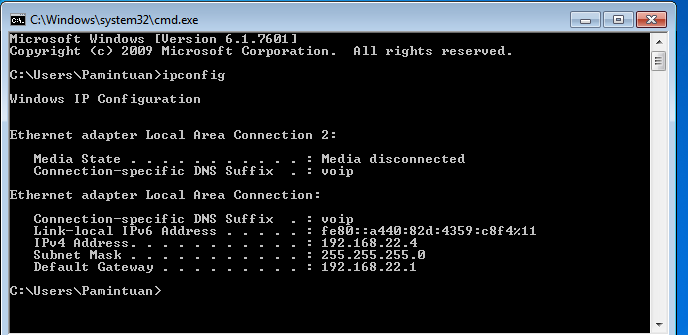 C:\Windows\system32\cmd.exe
Microsoft Windows [Version 6.1.7601]
Copyright (c) 2009 Microsoft Corporation.  All rights reserved.
C:\Users\Pamintuan>ipconfig
Windows IP Configuration
Ethernet adapter Local Area Connection 2:
   Media State . . . . . . . . . . . : Media disconnected
   Connection-specific DNS Suffix  . : voip
Ethernet adapter Local Area Connection:
   Connection-specific DNS Suffix  . : voip
   Link-local IPv6 Address . . . . . : fe80::a440:82d:4359:c8f4%11
   IPv4 Address. . . . . . . . . . . : 192.168.22.4
   Subnet Mask . . . . . . . . . . . : 255.255.255.0
   Default Gateway . . . . . . . . . : 192.168.22.1
C:\Users\Pamintuan>